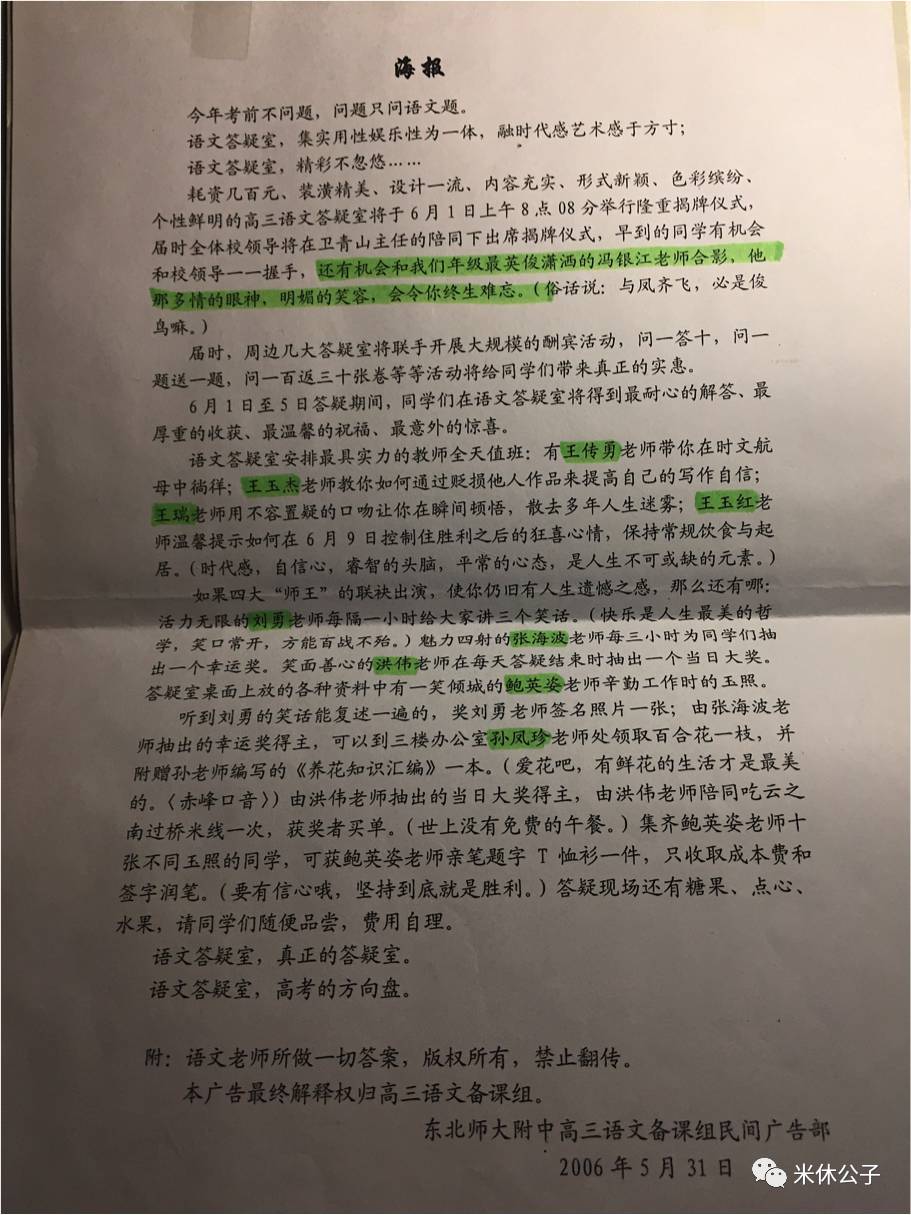 海报
今年考前不问题，问题只问语文题。
语文答疑室，集实用性娱乐性为一体，融时代感艺术感于方寸；
语文答疑室，精彩不忽悠……
耗资几百元、装潢精美、设计一流、内容充实、形式新颖、色彩缤纷、
个性鲜明的高三语文答疑室将于6月1日上午8点08分举行隆重揭牌仪式，
届时全体校领导将在卫青山主任的陪同下出席揭牌仪式，早到的同学有机会
和校领导一一握手，还有机会和我们年级最英俊潇洒的冯银江老师合影，他
那多情的眼神，明媚的笑容，会令你终生难忘。（俗话说：与凤齐飞，必是俊
鸟嘛。）
届时，周边几大答疑室将联手开展大规模的酬宾活动，问一答十，问一
题送一题，问一百返三十张卷等等活动将给同学们带来真正的实惠。
6月1日至5日答疑期间，同学们在语文答疑室将得到最耐心的解答、最
厚重的收获、最温馨的祝福、最意外的惊喜。
语文答疑室安排最具实力的教师全天值班：有王传勇老师带你在时文航
母中徜徉；王玉杰老师教你如何通过贬损他人作品来提高自己的写作自信；
王瑞老师用不容置疑的口吻让你在瞬间顿悟，散去多年人生迷雾；王玉红老
师温馨提示如何在6月9日控制住胜利之后的狂喜心情，保持常规饮食与起
居。（时代感，自信心，睿智的头脑，平常的心态，是人生不可或缺的元素。）
如果四大“师王”的联袂出演，使你仍旧有人生遗憾之感，那么还有哪：
活力无限的刘勇老师每隔一小时给大家讲三个笑话。（快乐是人生最美的哲
学，笑口常开，方能百战不殆。）魅力四射的张海波老师每三小时为同学们抽
出一个幸运奖。笑面善心的洪伟老师在每天答疑结束时抽出一个当日大奖。
答疑室桌面上放的各种资料中有一笑倾城的鲍英姿老师辛勤工作时的玉照。
听到刘勇的笑话能复述一遍的，奖刘勇老师签名照片一张；由张海波老
师抽出的幸运奖得主，可以到三楼办公室孙凤珍老师处领取百合花一枝，并
附赠孙老师编写的《养花知识汇编》一本。（爱花吧，有鲜花的生活才是最美
的。〈赤峰口音〉）由洪伟老师抽出的当日大奖得主，由洪伟老师陪同吃云之
南过桥米线一次，获奖者买单。（世上没有免费的午餐。）集齐鲍英姿老师十
张不同玉照的同学，可获鲍英姿老师亲笔题字 T 恤衫一件，只收取成本费和
签字润笔。（要有信心哦，坚持到底就是胜利。）答疑现场还有糖果、点心、
水果，请同学们随便品尝，费用自理。
语文答疑室，真正的答疑室。
语文答疑室，高考的方向盘。
附：语文老师所做一切答案，版权所有，禁止翻传。
本广告最终解释权归高三语文备课组。
东北师大附中高三语文备课组民间广告部
2006年5月31日
米休公子